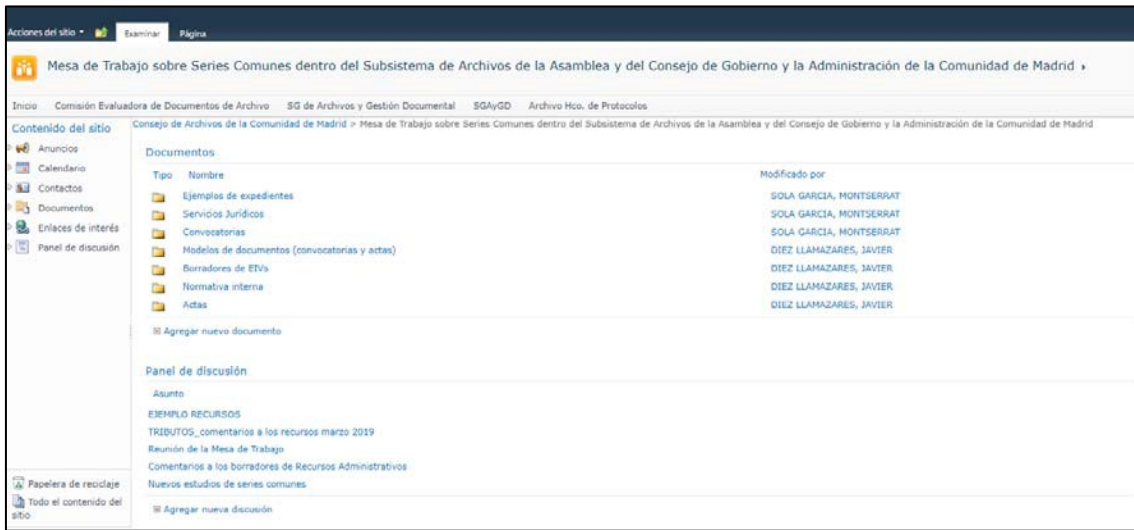 Acciones del sitio Examinar Página
Mesa de Trabajo sobre Series Comunes dentro del Subsistema de Archivos de la Asamblea y del Consejo de Gobierno y la Administración de la Comunidad de Madrid
Inicio Comisión Evaluadora de Documentos de Archivo SG de Archivos y Gestión Documental SGAyGD Archivo Hco. de Protocolos
Consejo de Archivos de la Comunidad de Madrid > Mesa de Trabajo sobre Series Comunes dentro del Subsistema de Archivos de la Asamblea y del Consejo de Gobierno y la Administración de la Comunidad de Madrid
Contenido del sitio
Anuncios
Calendario
Contactos
Documentos
Enlaces de interés
Panel de discusión
Documentos
Tipo Nombre Modificado por
Ejemplos de expedientes SOLA GARCIA, MONTSERRAT
Servicios Jurídicos SOLA GARCIA, MONTSERRAT
Convocatorias SOLA GARCIA, MONTSERRAT
Modelos de documentos (convocatorias y actas) DIEZ LLAMAZARES, JAVIER
Borradores de EIVs DIEZ LLAMAZARES, JAVIER
Normativa interna DIEZ LLAMAZARES, JAVIER
Actas DIEZ LLAMAZARES, JAVIER
Agregar nuevo documento
Panel de discusión
Asunto
EJEMPLO RECURSOS
TRIBUTOS_comentarios a los recursos marzo 2019
Reunión de la Mesa de Trabajo
Comentarios a los borradores de Recursos Administrativos
Nuevos estudios de series comunes
Agregar nueva discusión
Papelera de reciclaje
Todo el contenido del
sitio